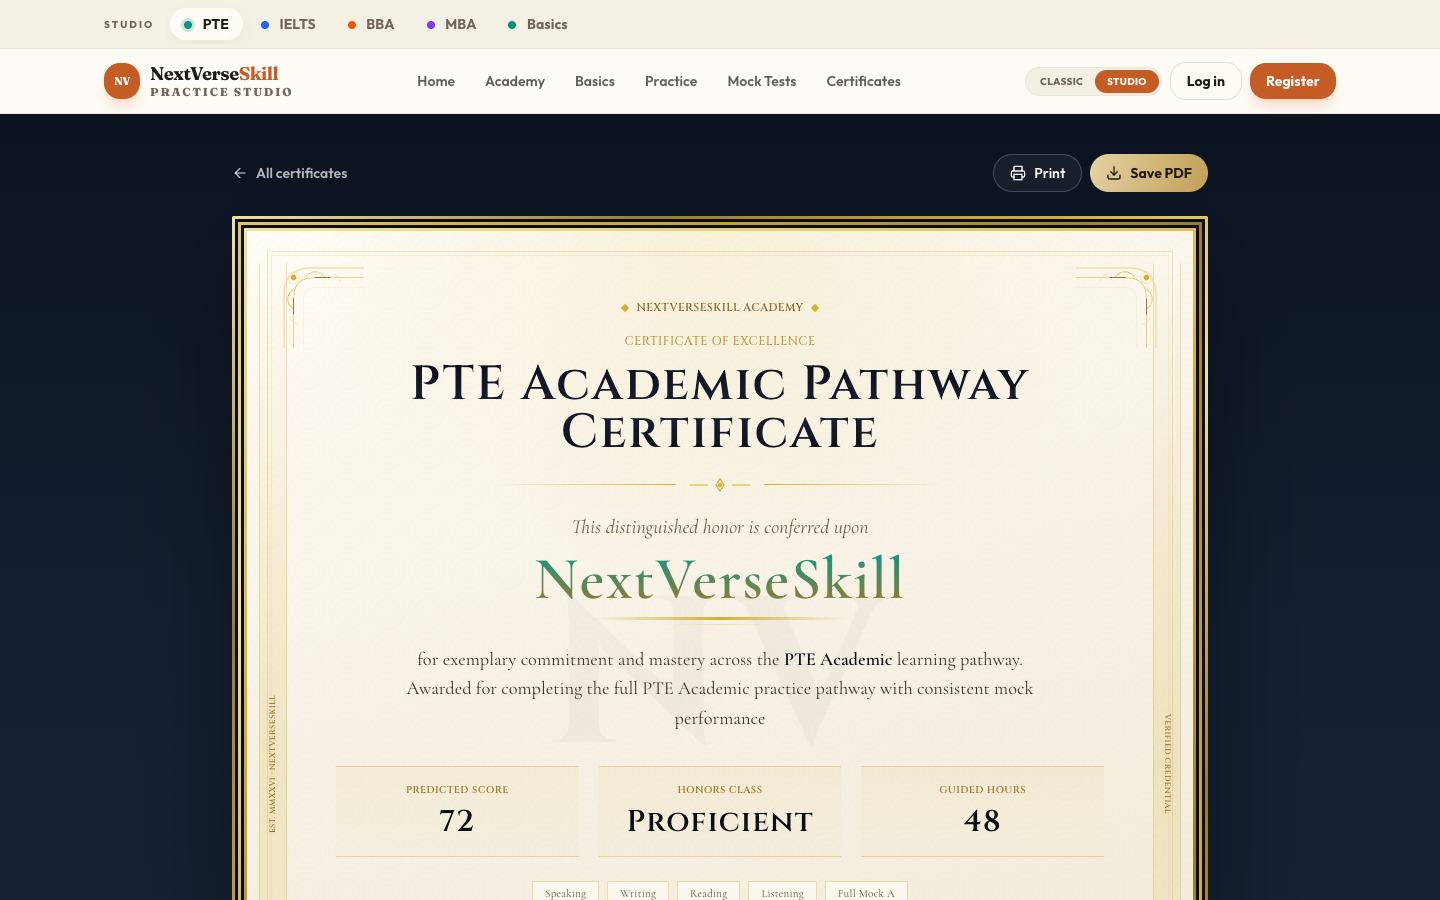 STUDIO PTE IELTS BBA MBA Basics
NV NextVerseSkill
PRACTICE STUDIO
Home Academy Basics Practice Mock Tests Certificates
CLASSIC STUDIO Log in Register
All certificates
Print Save PDF
NEXTVERSESKILL ACADEMY
CERTIFICATE OF EXCELLENCE
PTE Academic Pathway
Certificate
This distinguished honor is conferred upon
NextVerseSkill
NV
for exemplary commitment and mastery across the PTE Academic learning pathway.
Awarded for completing the full PTE Academic practice pathway with consistent mock
performance
EST. MMXXVI · NEXTVERSESKILL
VERIFIED CREDENTIAL
PREDICTED SCORE
72
HONORS CLASS
Proficient
GUIDED HOURS
48
Speaking Writing Reading Listening Full Mock A